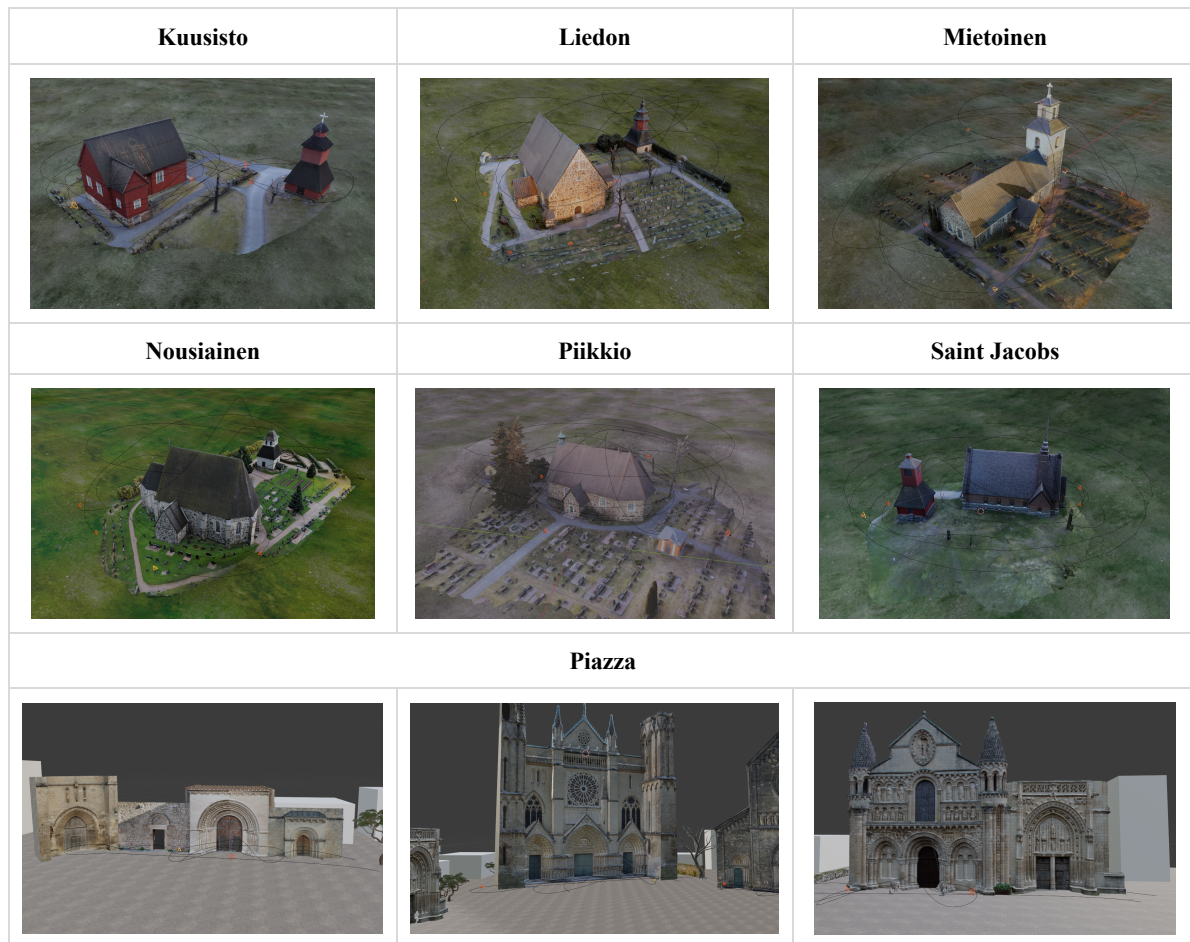 Kuusisto
Liedon
Mietoinen
Nousiainen
Piikkio
Saint Jacobs
Piazza